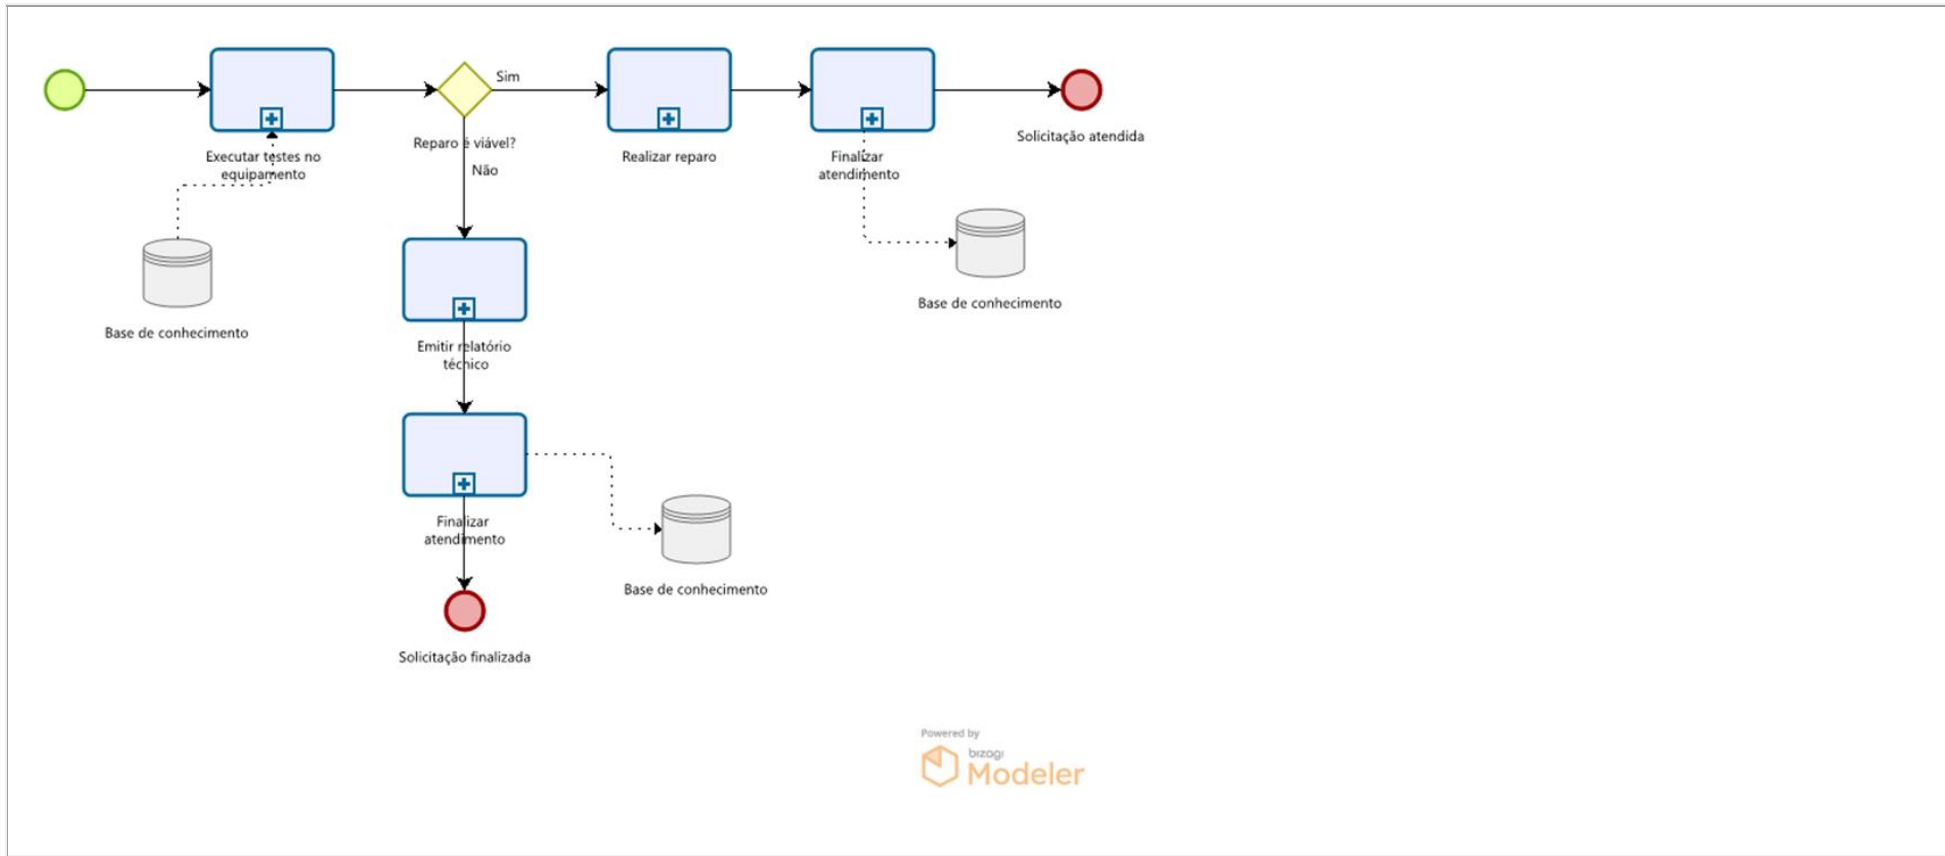 Sim
Solicitação atendida
Reparo é viável?
Executar testes no
equipamento
Realizar reparo
Finalizar
atendimento
Não
Base de conhecimento
Base de conhecimento
Emitir relatório
técnico
Finalizar
atendimento
Base de conhecimento
Solicitação finalizada
Powered by
bizagi
Modeler